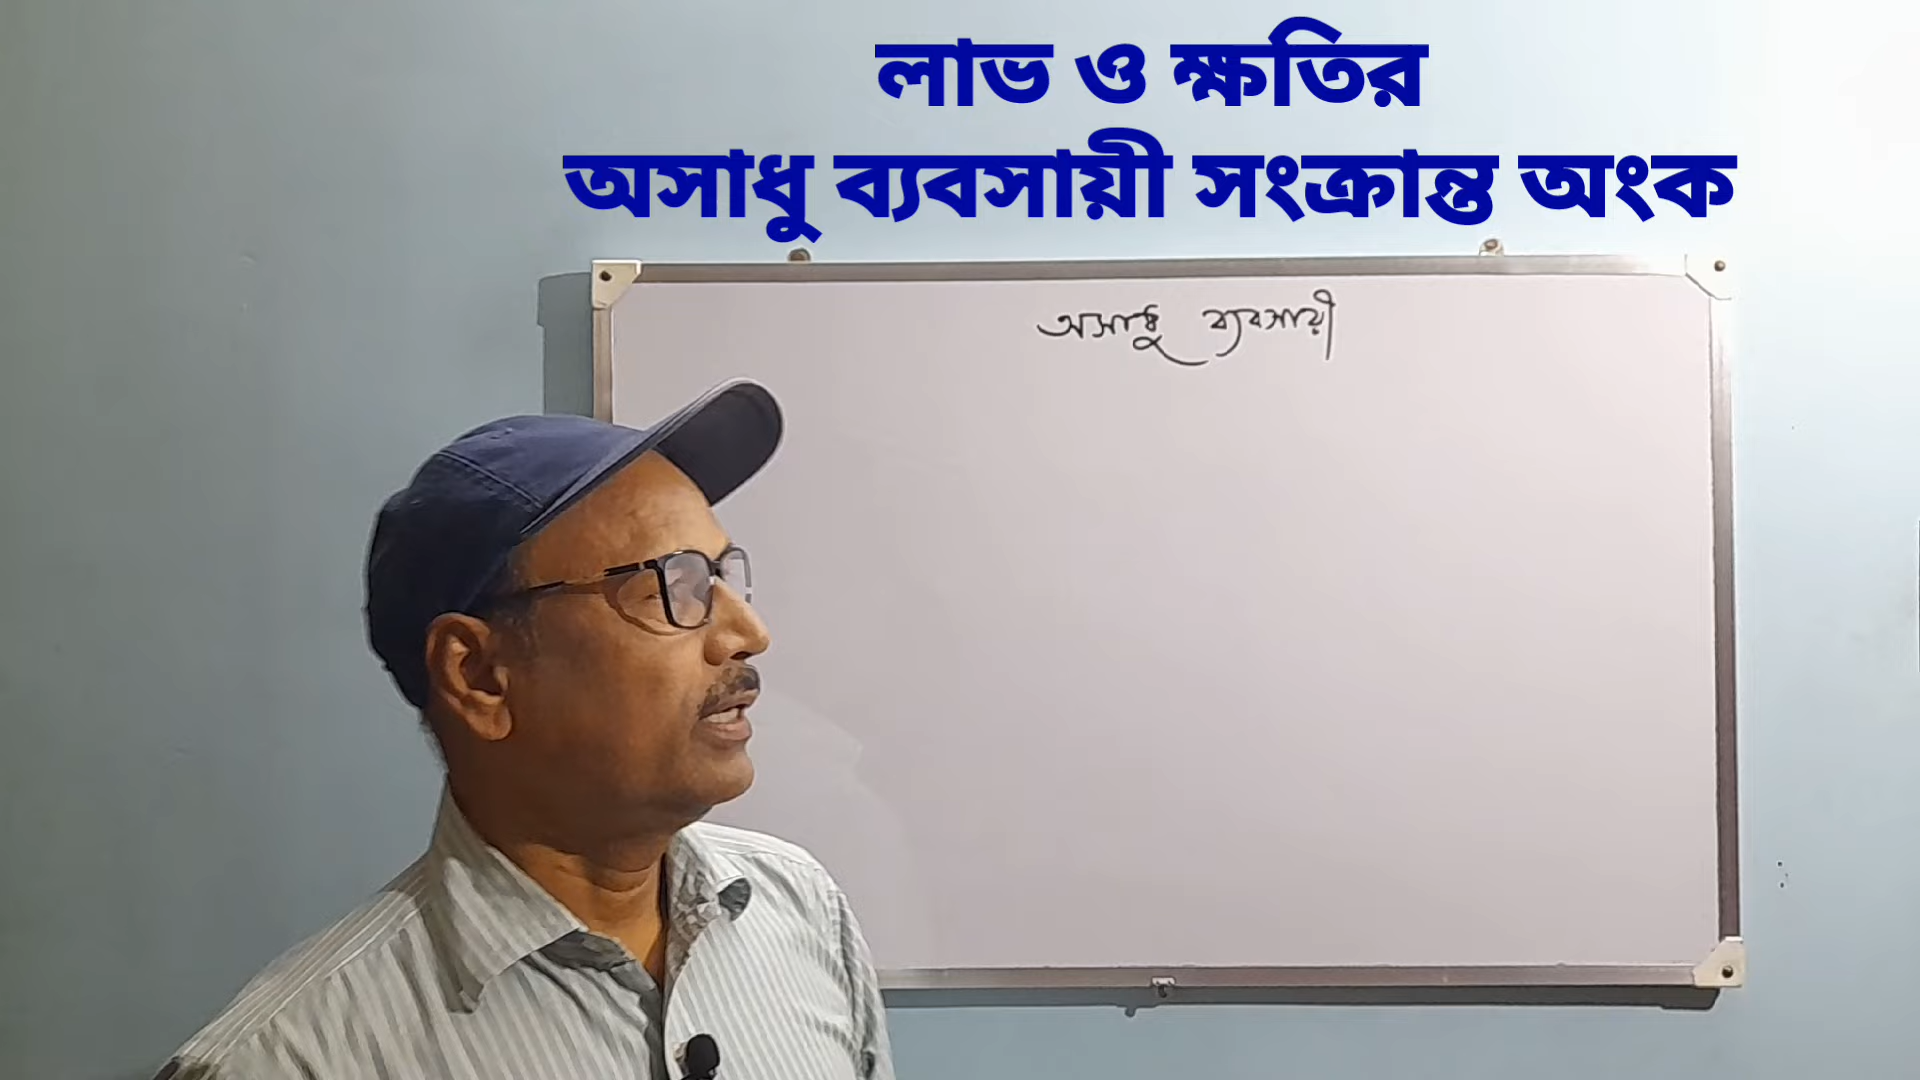 লাভ ও ক্ষতির
অসাধু ব্যবসায়ী সংক্রান্ত অংক
অসাধু ব্যবসায়ী